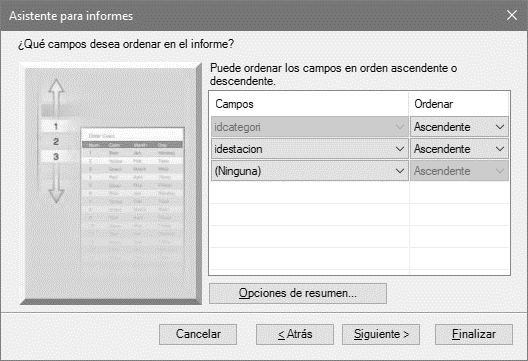 Asistente para informes
¿Qué campos desea ordenar en el informe?
Puede ordenar los campos en orden ascendente o
descendente.
Campos Ordenar
idcategori Ascendente
idestacion Ascendente
(Ninguna) Ascendente
1
2
3
Opciones de resumen...
Cancelar < Atrás Siguiente > Finalizar